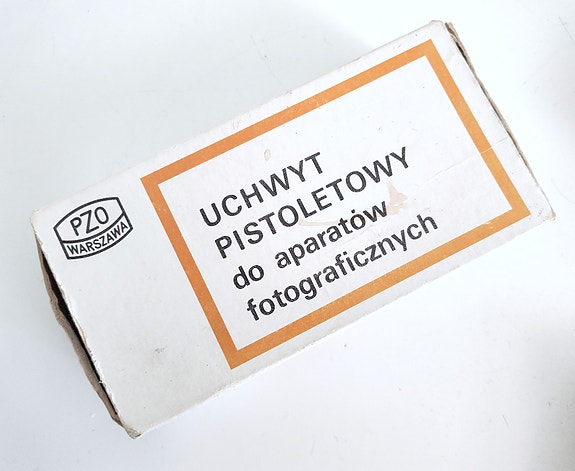 PZO
WARSZAWA
UCHWYT
PISTOLETOWY
do aparatów
fotograficznych